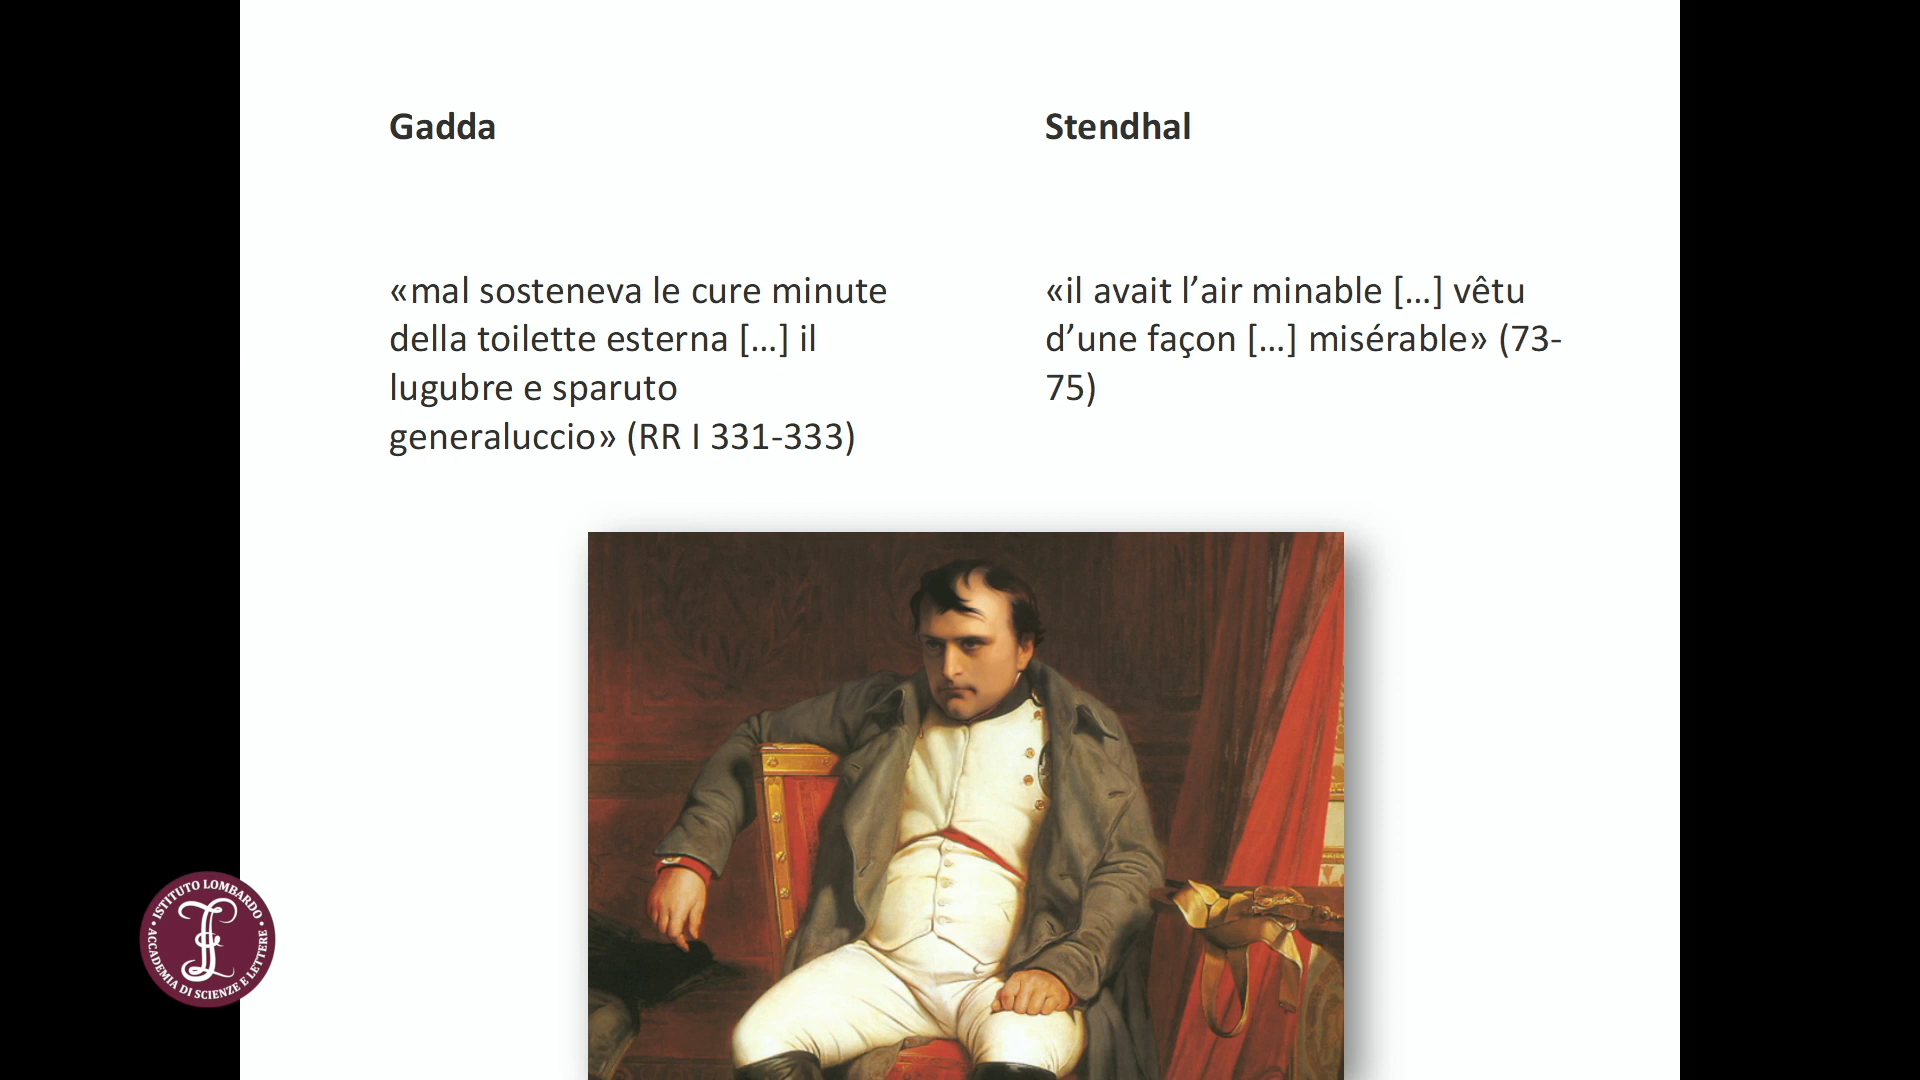 Gadda
«mal sosteneva le cure minute
della toilette esterna […] il
lugubre e sparuto
generaluccio» (RR I 331-333)
Stendhal
«il avait l’air minable […] vêtu
d’une façon […] misérable» (73-
75)
• ISTITUTO LOMBARDO •
ACCADEMIA DI SCIENZE E LETTERE